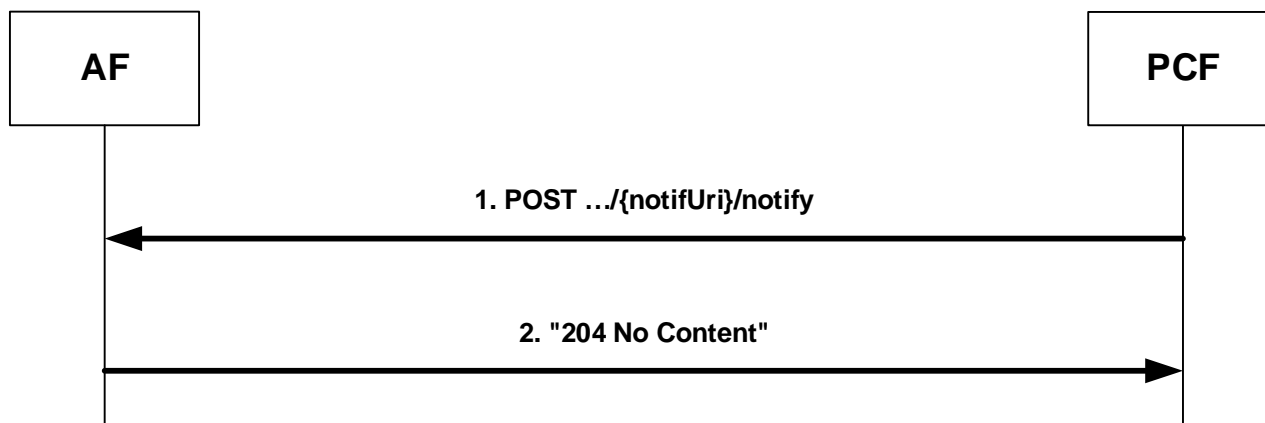 AF
PCF
1. POST …/{notifUri}/notify
2. "204 No Content"